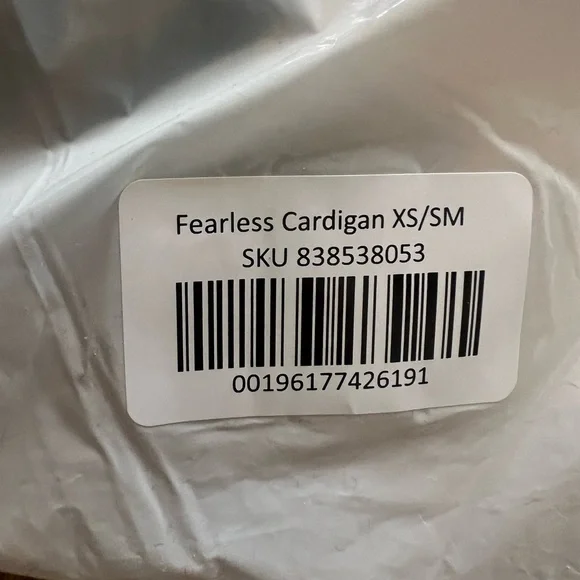 Fearless Cardigan XS/SM
SKU 838538053
00196177426191